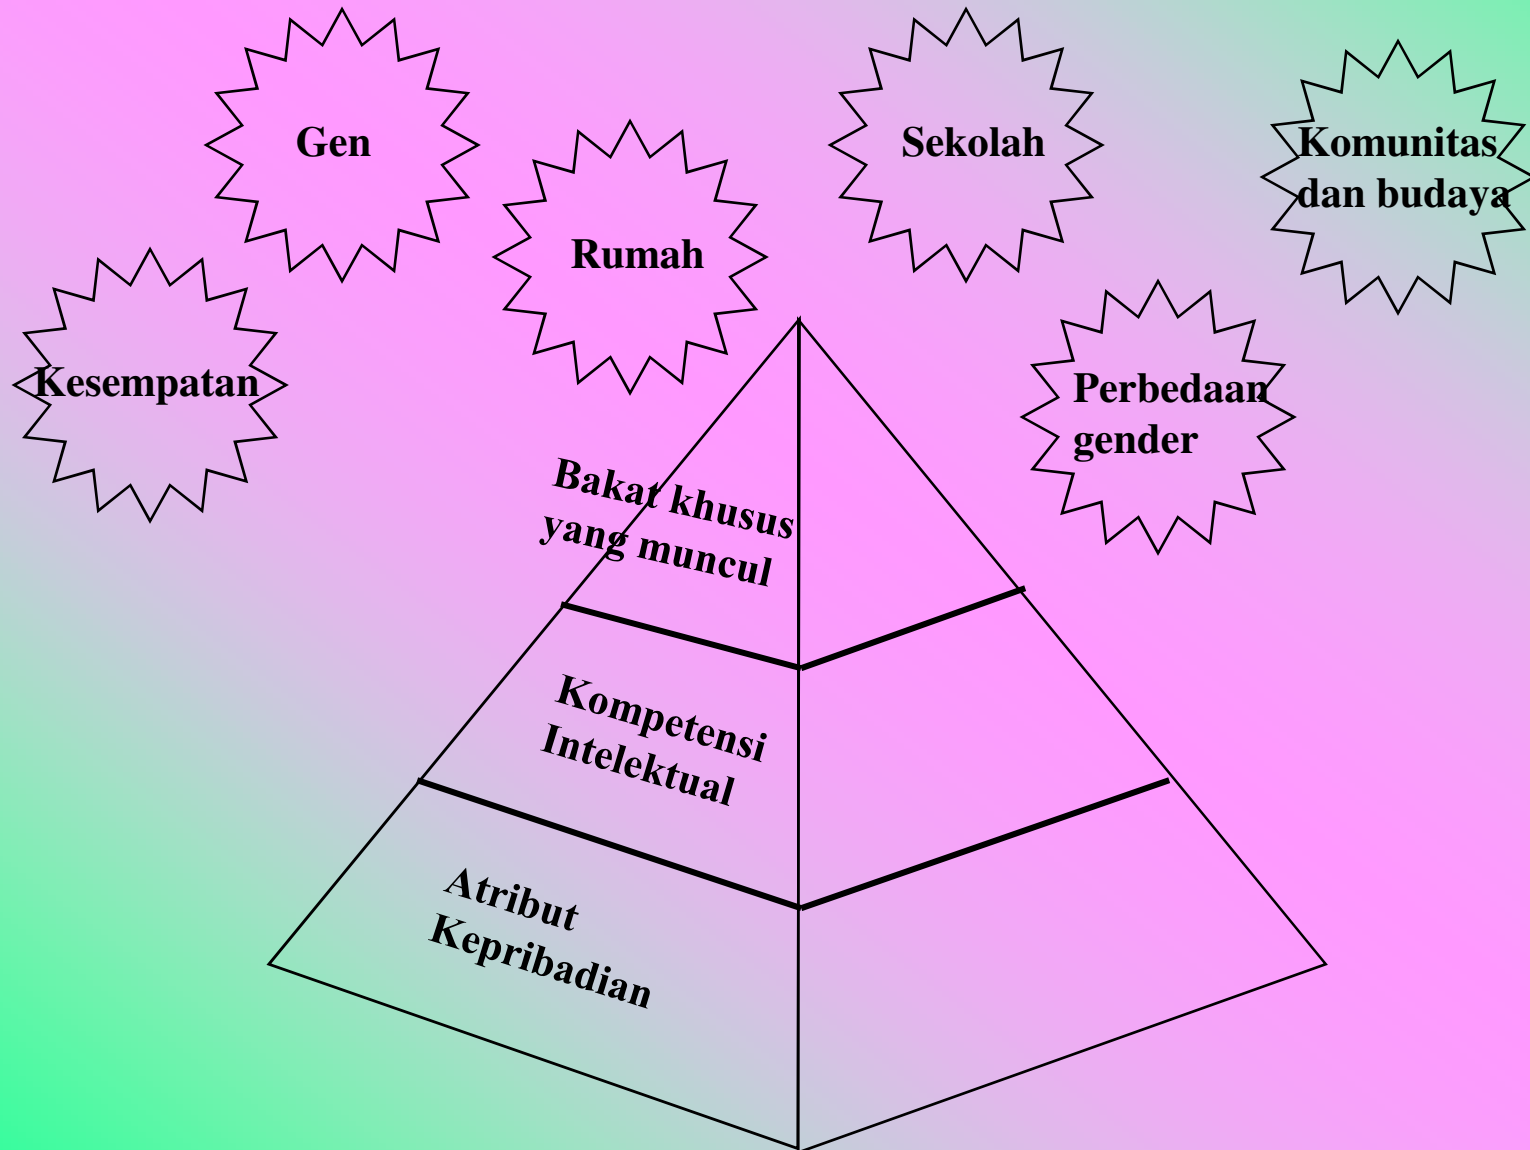 Gen
Sekolah
Komunitas
dan budaya
Rumah
Kesempatan
Perbedaan
gender
Bakat khusus
yang muncul
Kompetensi
Intelektual
Atribut
Kepribadian